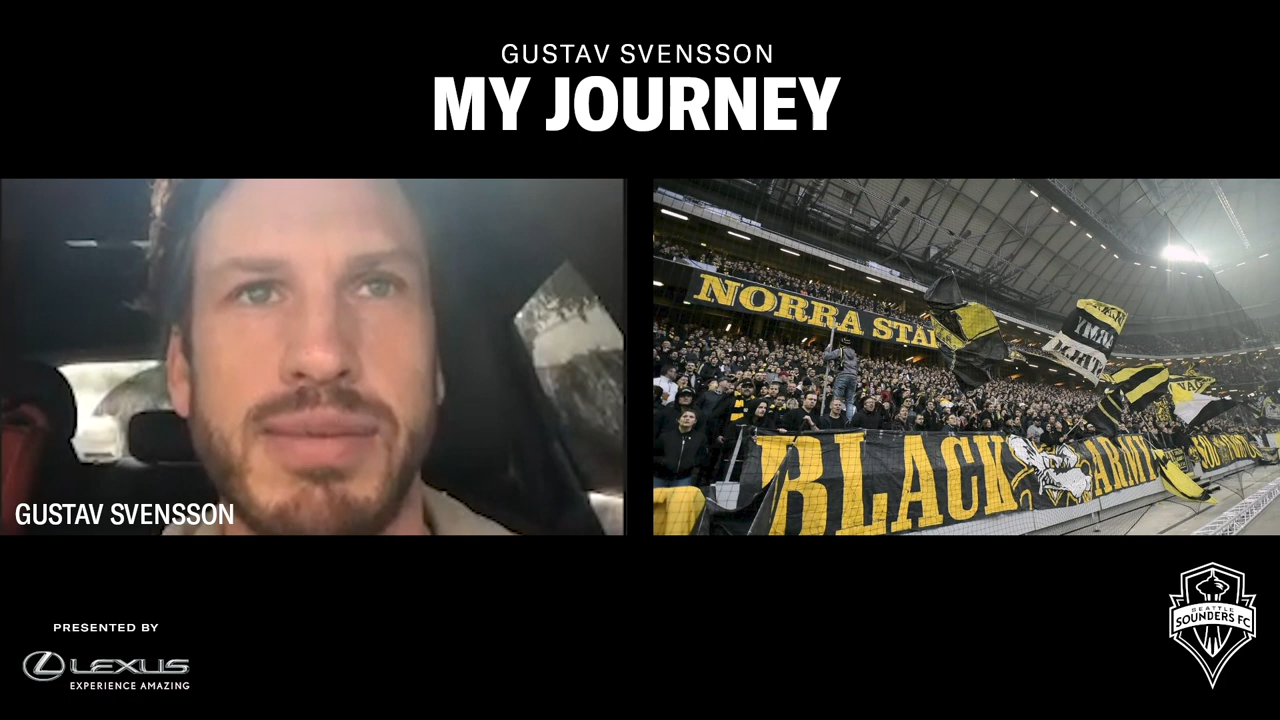 GUSTAV SVENSSON
MY JOURNEY
NORRA STA
BLACK ARMY
GUSTAV SVENSSON
PRESENTED BY
LEXUS
EXPERIENCE AMAZING
SEATTLE
SOUNDERS FC